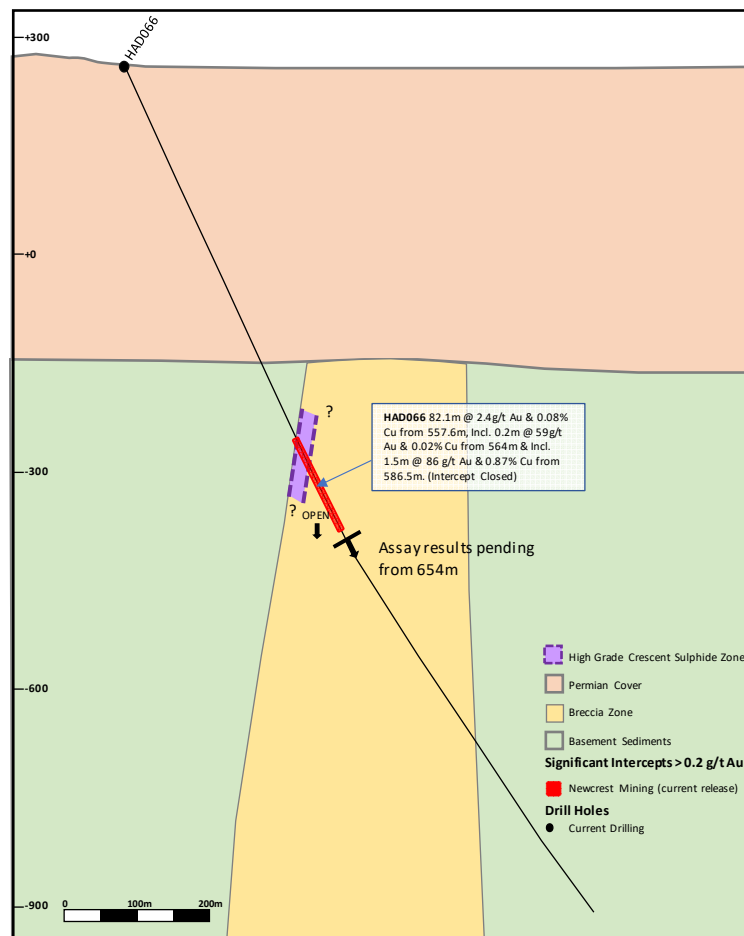 +300
HAD066
+0
HAD066 82.1m @ 2.4g/t Au & 0.08%
Cu from 557.6m, Incl. 0.2m @ 59g/t
Au & 0.02% Cu from 564m & Incl.
1.5m @ 86 g/t Au & 0.87% Cu from
586.5m. (Intercept Closed)
?
-300
?
OPEN
Assay results pending
from 654m
-600
High Grade Crescent Sulphide Zone
Permian Cover
Breccia Zone
Basement Sediments
Significant Intercepts > 0.2 g/t Au
Newcrest Mining (current release)
Drill Holes
Current Drilling
-900
0 100m 200m